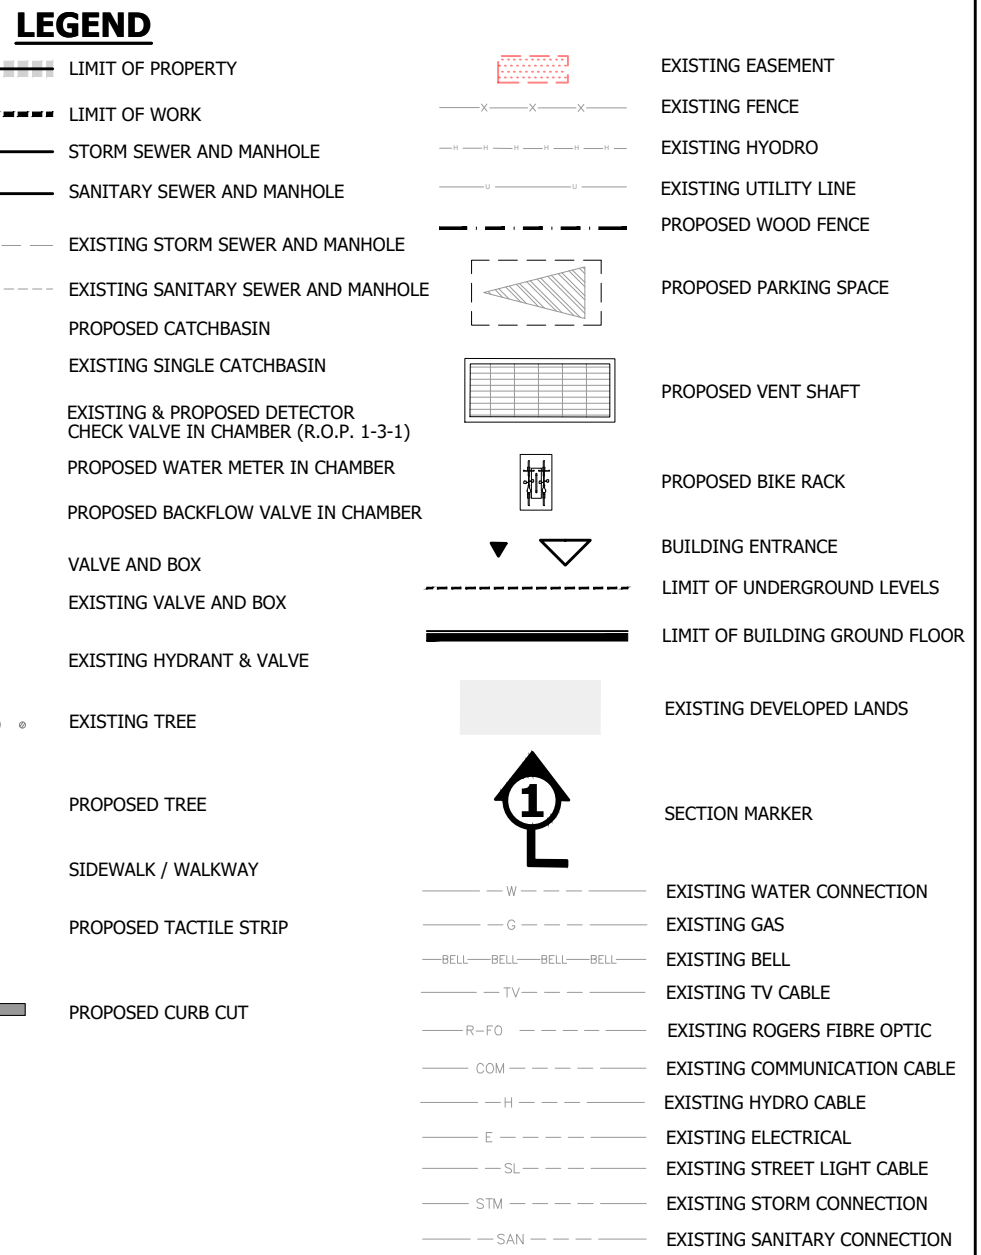 LEGEND
LIMIT OF PROPERTY
LIMIT OF WORK
STORM SEWER AND MANHOLE
SANITARY SEWER AND MANHOLE
EXISTING STORM SEWER AND MANHOLE
EXISTING SANITARY SEWER AND MANHOLE
PROPOSED CATCHBASIN
EXISTING SINGLE CATCHBASIN
EXISTING & PROPOSED DETECTOR
CHECK VALVE IN CHAMBER (R.O.P. 1-3-1)
PROPOSED WATER METER IN CHAMBER
PROPOSED BACKFLOW VALVE IN CHAMBER
VALVE AND BOX
EXISTING VALVE AND BOX
EXISTING HYDRANT & VALVE
EXISTING TREE
PROPOSED TREE
SIDEWALK / WALKWAY
PROPOSED TACTILE STRIP
PROPOSED CURB CUT
EXISTING EASEMENT
X X X EXISTING FENCE
H H H H H H EXISTING HYODRO
U U EXISTING UTILITY LINE
PROPOSED WOOD FENCE
PROPOSED PARKING SPACE
PROPOSED VENT SHAFT
PROPOSED BIKE RACK
BUILDING ENTRANCE
LIMIT OF UNDERGROUND LEVELS
LIMIT OF BUILDING GROUND FLOOR
EXISTING DEVELOPED LANDS
1 SECTION MARKER
W EXISTING WATER CONNECTION
G EXISTING GAS
BELL BELL BELL BELL EXISTING BELL
TV EXISTING TV CABLE
R-FO EXISTING ROGERS FIBRE OPTIC
COM EXISTING COMMUNICATION CABLE
H EXISTING HYDRO CABLE
E EXISTING ELECTRICAL
SL EXISTING STREET LIGHT CABLE
STM EXISTING STORM CONNECTION
SAN EXISTING SANITARY CONNECTION